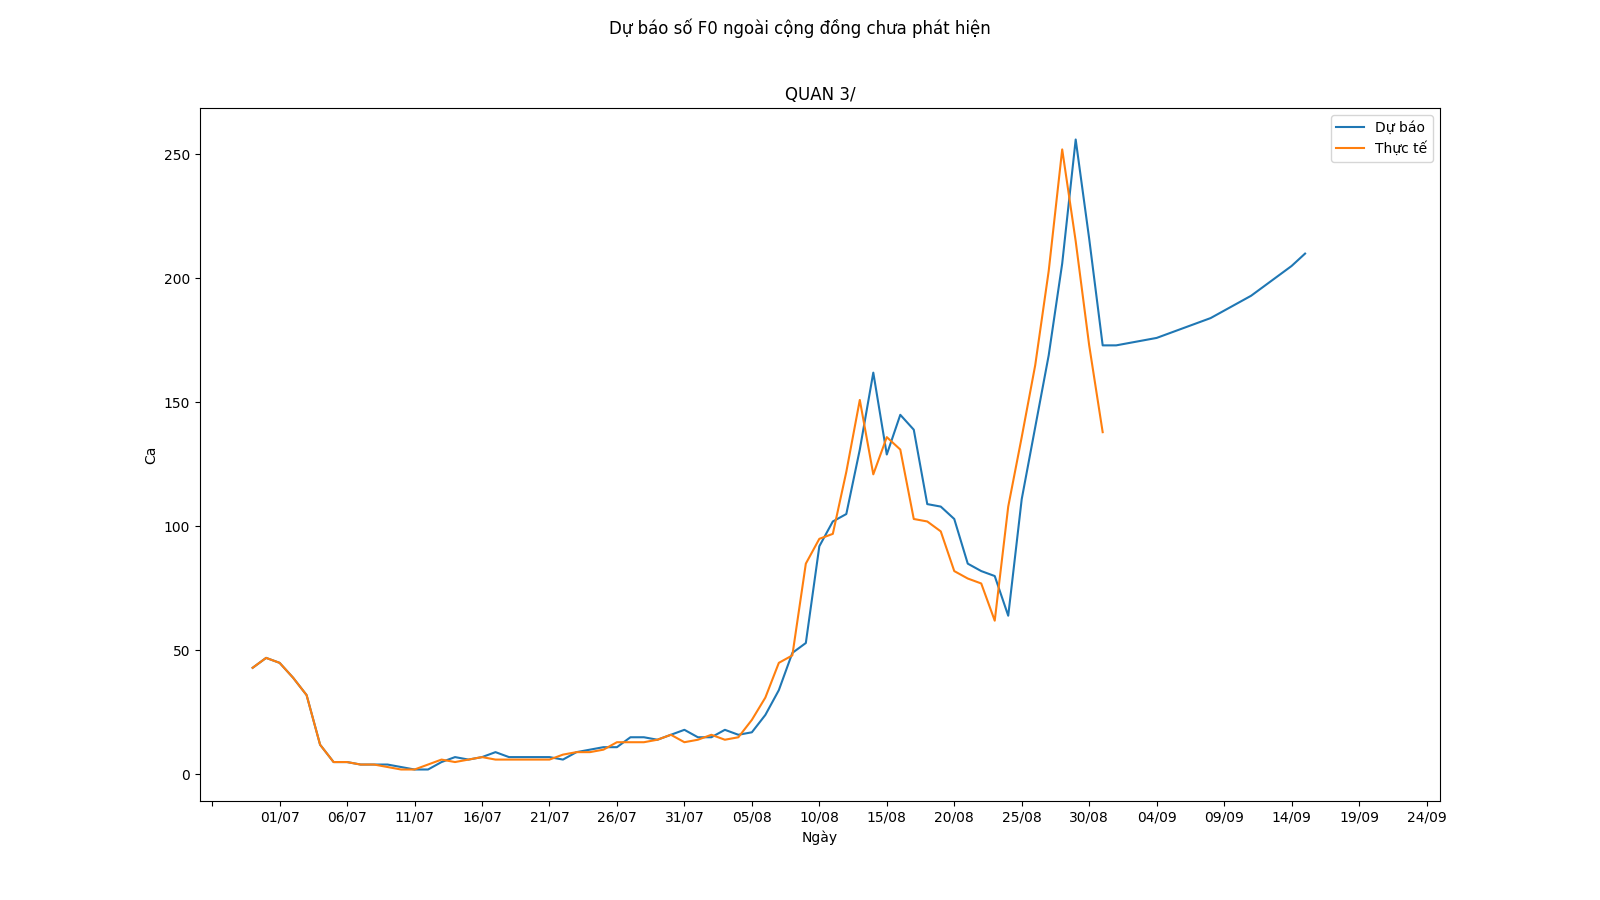 Dự báo số F0 ngoài cộng đồng chưa phát hiện
QUAN 3/
Dự báo
Thực tế
250
200
150
100
50
0
Ca
01/07 06/07 11/07 16/07 21/07 26/07 31/07 05/08 10/08 15/08 20/08 25/08 30/08 04/09 09/09 14/09 19/09 24/09
Ngày